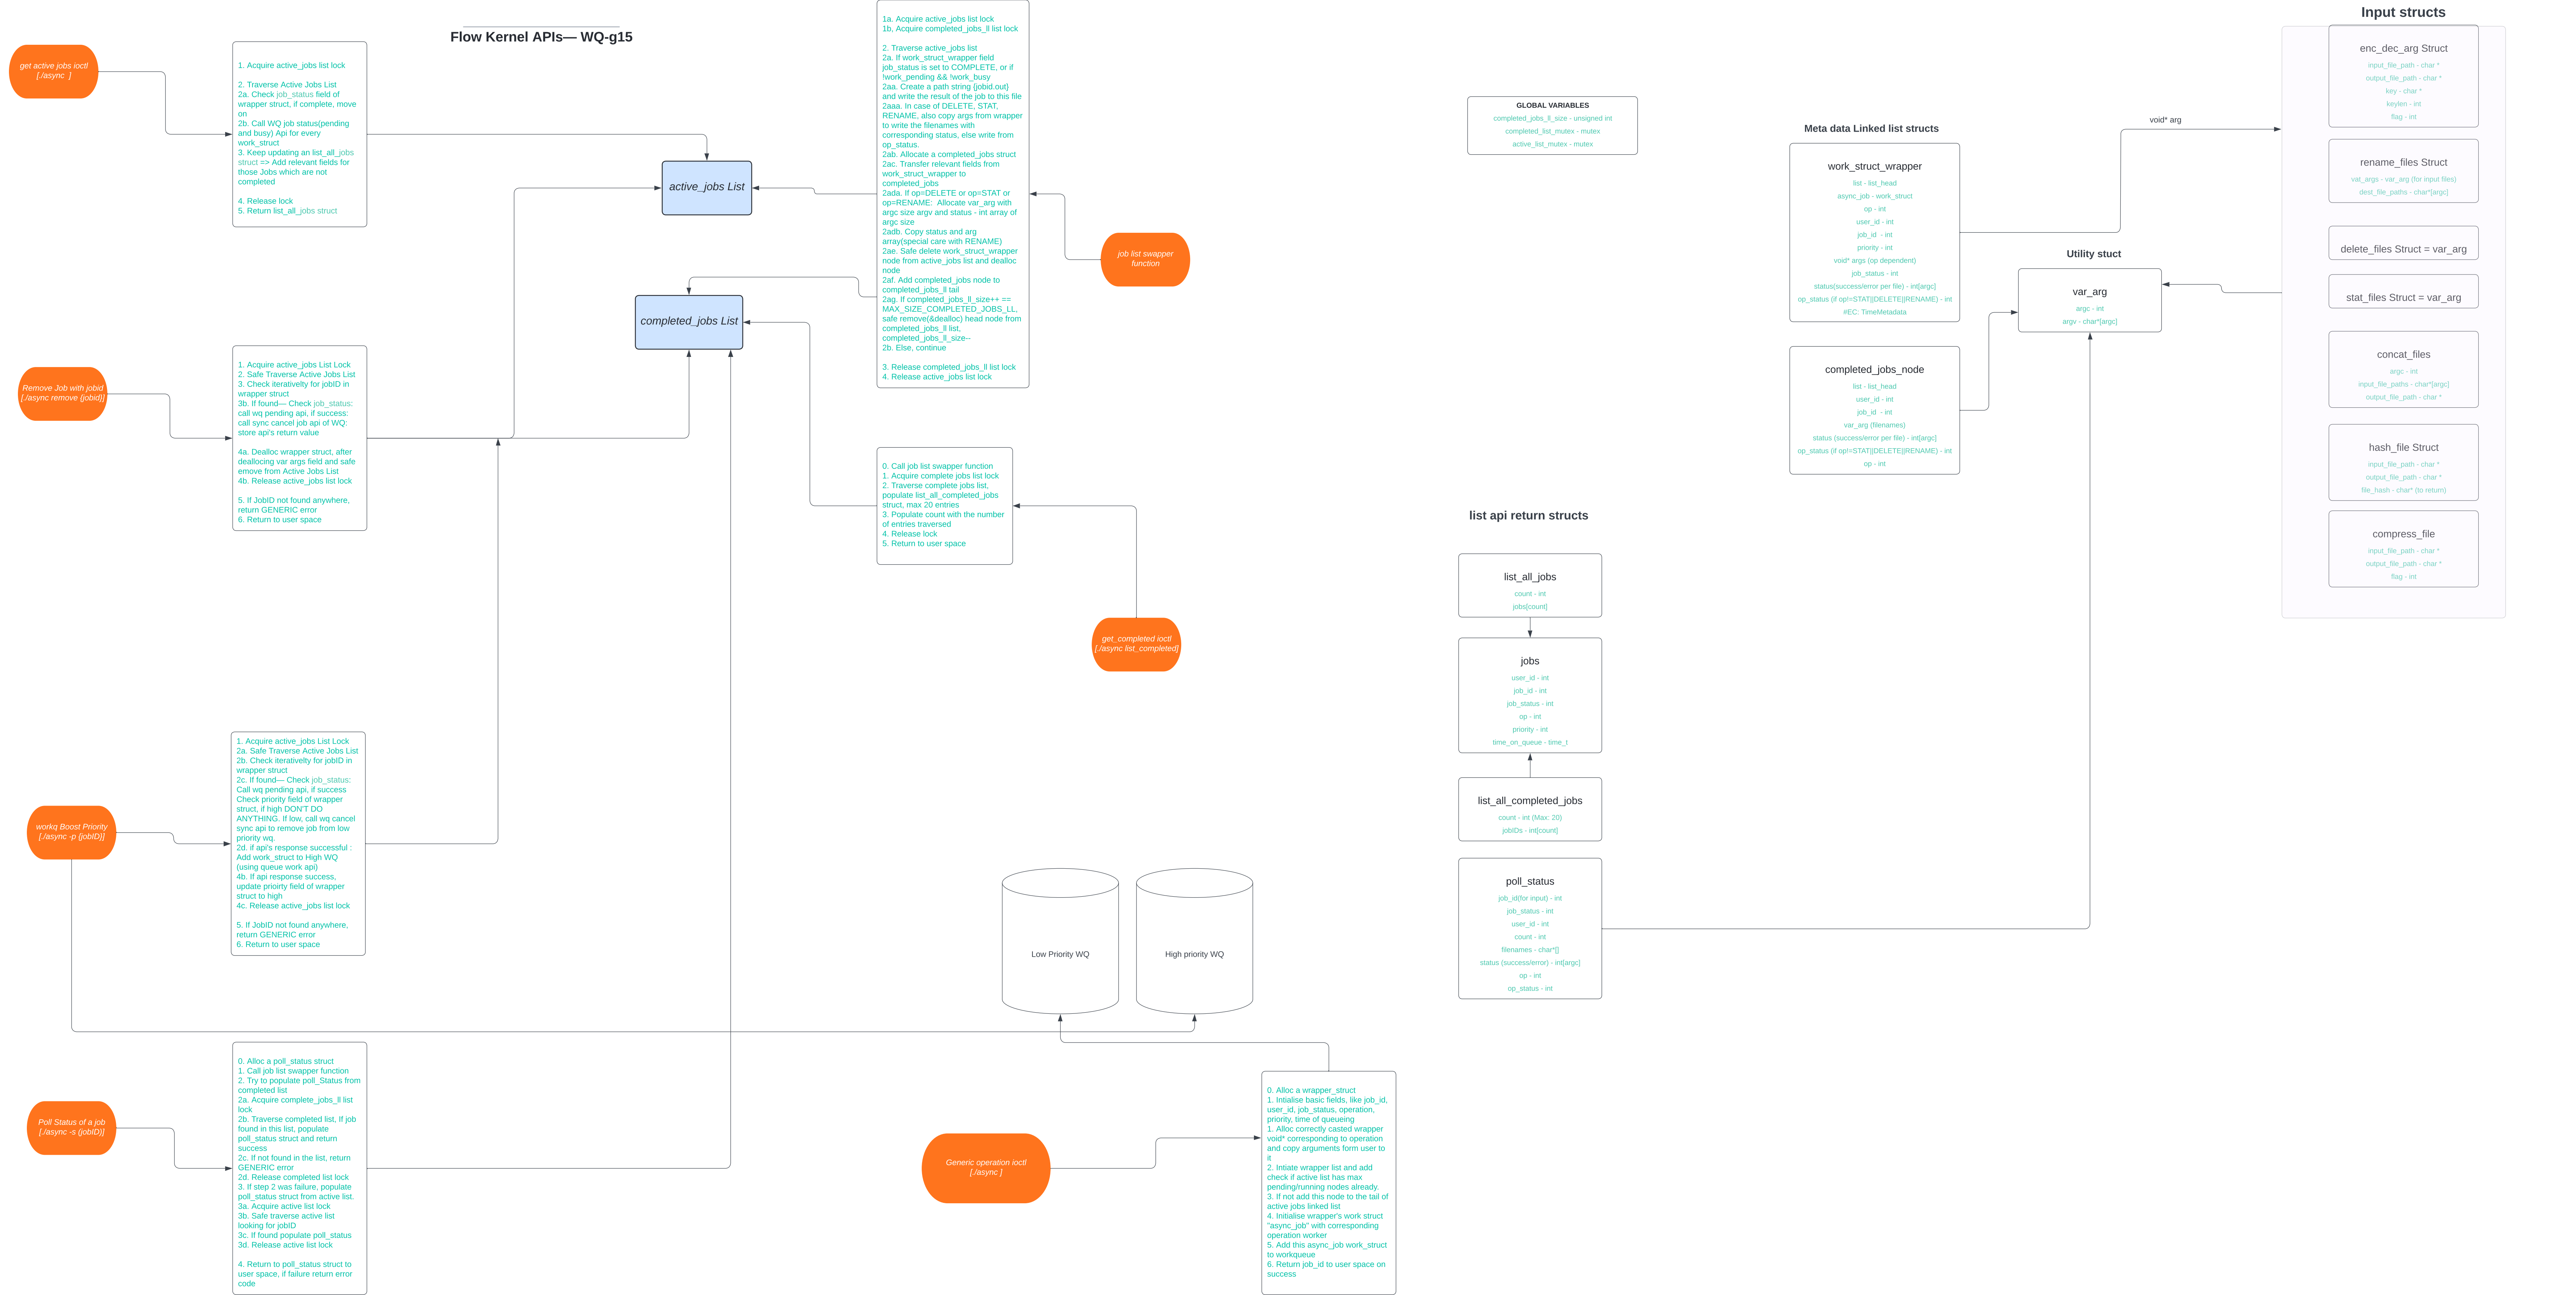 Flow Kernel APIs— WQ-g15
get active jobs ioctl
[./async  ]
1. Acquire active_jobs list lock
2. Traverse Active Jobs List
2a. Check job_status field of
wrapper struct, if complete, move
on
2b. Call WQ job status(pending
and busy) Api for every
work_struct
3. Keep updating an list_all_jobs
struct => Add relevant fields for
those Jobs which are not
completed
4. Release lock
5. Return list_all_jobs struct
active_jobs List
completed_jobs List
1a. Acquire active_jobs list lock
1b, Acquire completed_jobs_ll list lock
2. Traverse active_jobs list
2a. If work_struct_wrapper field
job_status is set to COMPLETE, or if
!work_pending && !work_busy
2aa. Create a path string {jobid.out}
and write the result of the job to this file
2aaa. In case of DELETE, STAT,
RENAME, also copy args from wrapper
to write the filenames with
corresponding status, else write from
op_status.
2ab. Allocate a completed_jobs struct
2ac. Transfer relevant fields from
work_struct_wrapper to
completed_jobs
2ada. If op=DELETE or op=STAT or
op=RENAME:  Allocate var_arg with
argc size argv and status - int array of
argc size
2adb. Copy status and arg
array(special care with RENAME)
2ae. Safe delete work_struct_wrapper
node from active_jobs list and dealloc
node
2af. Add completed_jobs node to
completed_jobs_ll tail
2ag. If completed_jobs_ll_size++ ==
MAX_SIZE_COMPLETED_JOBS_LL,
safe remove(&dealloc) head node from
completed_jobs_ll list,
completed_jobs_ll_size--
2b. Else, continue
3. Release completed_jobs_ll list lock
4. Release active_jobs list lock
job list swapper
function
Remove Job with jobid
[./async remove {jobid}]
1. Acquire active_jobs List Lock
2. Safe Traverse Active Jobs List
3. Check iterativelty for jobID in
wrapper struct
3b. If found— Check job_status:
call wq pending api, if success:
call sync cancel job api of WQ:
store api's return value
4a. Dealloc wrapper struct, after
deallocing var args field and safe
emove from Active Jobs List
4b. Release active_jobs list lock
5. If JobID not found anywhere,
return GENERIC error
6. Return to user space
0. Call job list swapper function
1. Acquire complete jobs list lock
2. Traverse complete jobs list,
populate list_all_completed_jobs
struct, max 20 entries
3. Populate count with the number
of entries traversed
4. Release lock
5. Return to user space
get_completed ioctl
[./async list_completed]
workq Boost Priority
[./async -p {jobID}]
1. Acquire active_jobs List Lock
2a. Safe Traverse Active Jobs List
2b. Check iterativelty for jobID in
wrapper struct
2c. If found— Check job_status:
Call wq pending api, if success
Check priority field of wrapper
struct, if high DON'T DO
ANYTHING. If low, call wq cancel
sync api to remove job from low
priority wq.
2d. if api's response successful :
Add work_struct to High WQ
(using queue work api)
4b. If api response success,
update prioirty field of wrapper
struct to high
4c. Release active_jobs list lock
5. If JobID not found anywhere,
return GENERIC error
6. Return to user space
Low Priority WQ
High priority WQ
Poll Status of a job
[./async -s {jobID}]
0. Alloc a poll_status struct
1. Call job list swapper function
2. Try to populate poll_Status from
completed list
2a. Acquire complete_jobs_ll list
lock
2b. Traverse completed list, If job
found in this list, populate
poll_status struct and return
success
2c. If not found in the list, return
GENERIC error
2d. Release completed list lock
3. If step 2 was failure, populate
poll_status struct from active list.
3a. Acquire active list lock
3b. Safe traverse active list
looking for jobID
3c. If found populate poll_status
3d. Release active list lock
4. Return to poll_status struct to
user space, if failure return error
code
Generic operation ioctl
[./async ]
0. Alloc a wrapper_struct
1. Intialise basic fields, like job_id,
user_id, job_status, operation,
priority, time of queueing
1. Alloc correctly casted wrapper
void* corresponding to operation
and copy arguments form user to
it
2. Intiate wrapper list and add
check if active list has max
pending/running nodes already.
3. If not add this node to the tail of
active jobs linked list
4. Initialise wrapper's work struct
"async_job" with corresponding
operation worker
5. Add this async_job work_struct
to workqueue
6. Return job_id to user space on
success
GLOBAL VARIABLES
completed_jobs_ll_size - unsigned int
completed_list_mutex - mutex
active_list_mutex - mutex
Meta data Linked list structs
work_struct_wrapper
list - list_head
async_job - work_struct
op - int
user_id - int
job_id  - int
priority - int
void* args (op dependent)
job_status - int
status(success/error per file) - int[argc]
op_status (if op!=STAT||DELETE||RENAME) - int
#EC: TimeMetadata
completed_jobs_node
list - list_head
user_id - int
job_id  - int
var_arg (filenames)
status (success/error per file) - int[argc]
op_status (if op!=STAT||DELETE||RENAME) - int
op - int
Utility stuct
var_arg
argc - int
argv - char*[argc]
void* arg
list api return structs
list_all_jobs
count - int
jobs[count]
jobs
user_id - int
job_id - int
job_status - int
op - int
priority - int
time_on_queue - time_t
list_all_completed_jobs
count - int (Max: 20)
jobIDs - int[count]
poll_status
job_id(for input) - int
job_status - int
user_id - int
count - int
filenames - char*[]
status (success/error) - int[argc]
op - int
op_status - int
Input structs
enc_dec_arg Struct
input_file_path - char *
output_file_path - char *
key - char *
keylen - int
flag - int
rename_files Struct
vat_args - var_arg (for input files)
dest_file_paths - char*[argc]
delete_files Struct = var_arg
stat_files Struct = var_arg
concat_files
argc - int
input_file_paths - char*[argc]
output_file_path - char *
hash_file Struct
input_file_path - char *
output_file_path - char *
file_hash - char* (to return)
compress_file
input_file_path - char *
output_file_path - char *
flag - int